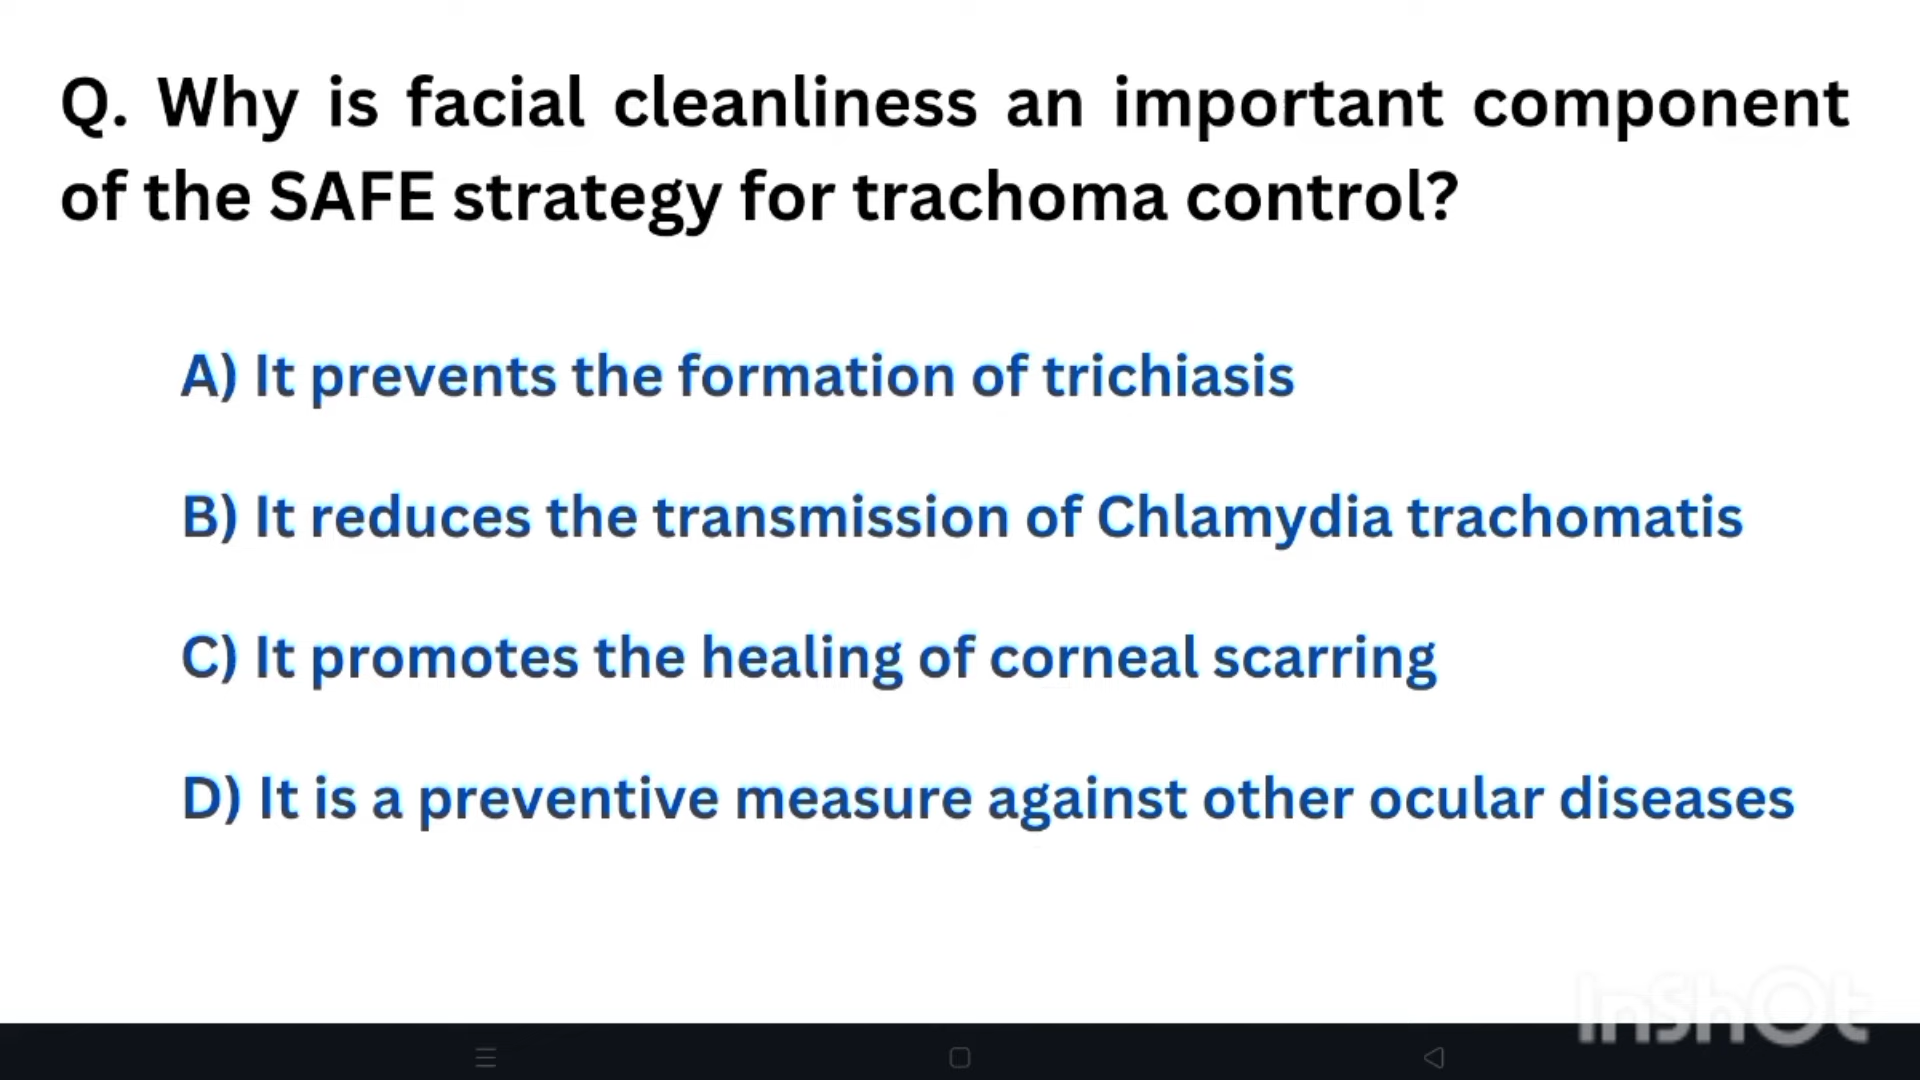 Q. Why is facial cleanliness an important component
of the SAFE strategy for trachoma control?
A) It prevents the formation of trichiasis
B) It reduces the transmission of Chlamydia trachomatis
C) It promotes the healing of corneal scarring
D) It is a preventive measure against other ocular diseases
InShOt